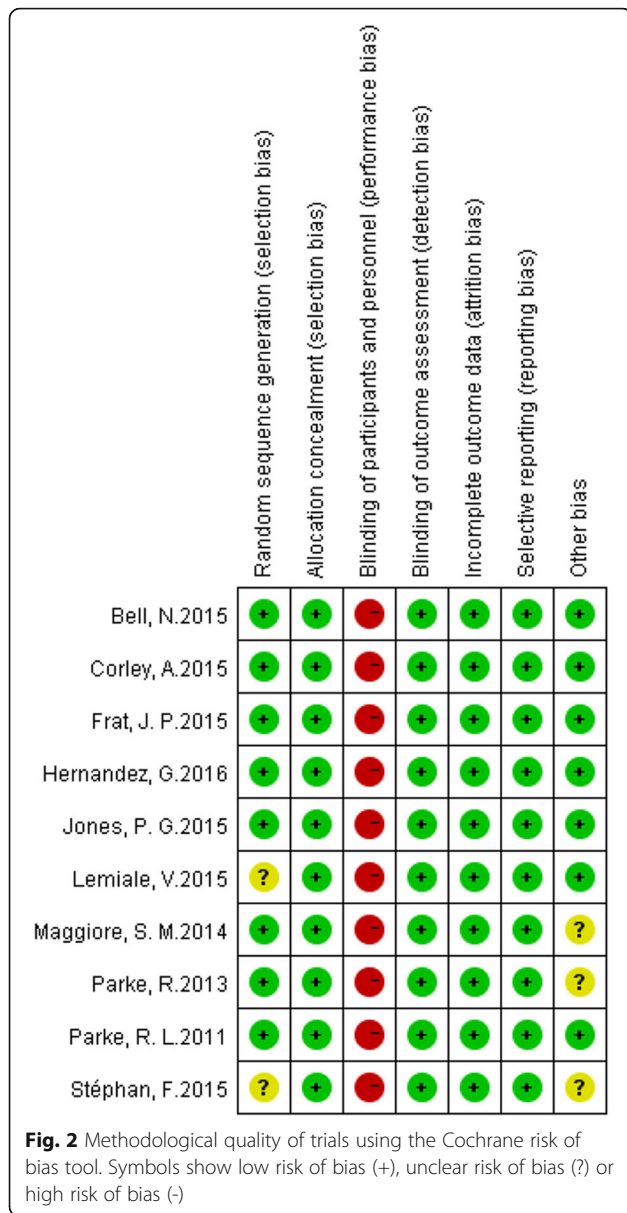 Random sequence generation (selection bias)
Allocation concealment (selection bias)
Blinding of participants and personnel (performance bias)
Blinding of outcome assessment (detection bias)
Incomplete outcome data (attrition bias)
Selective reporting (reporting bias)
Other bias
Bell, N.2015 + + - + + + +
Corley, A.2015 + + - + + + +
Frat, J. P.2015 + + - + + + +
Hernandez, G.2016 + + - + + + +
Jones, P. G.2015 + + - + + + +
Lemiale, V.2015 ? + - + + + +
Maggiore, S. M.2014 + + - + + + ?
Parke, R.2013 + + - + + + ?
Parke, R. L.2011 + + - + + + +
Stéphan, F.2015 ? + - + + + ?
Fig. 2 Methodological quality of trials using the Cochrane risk of
bias tool. Symbols show low risk of bias (+), unclear risk of bias (?) or
high risk of bias (-)